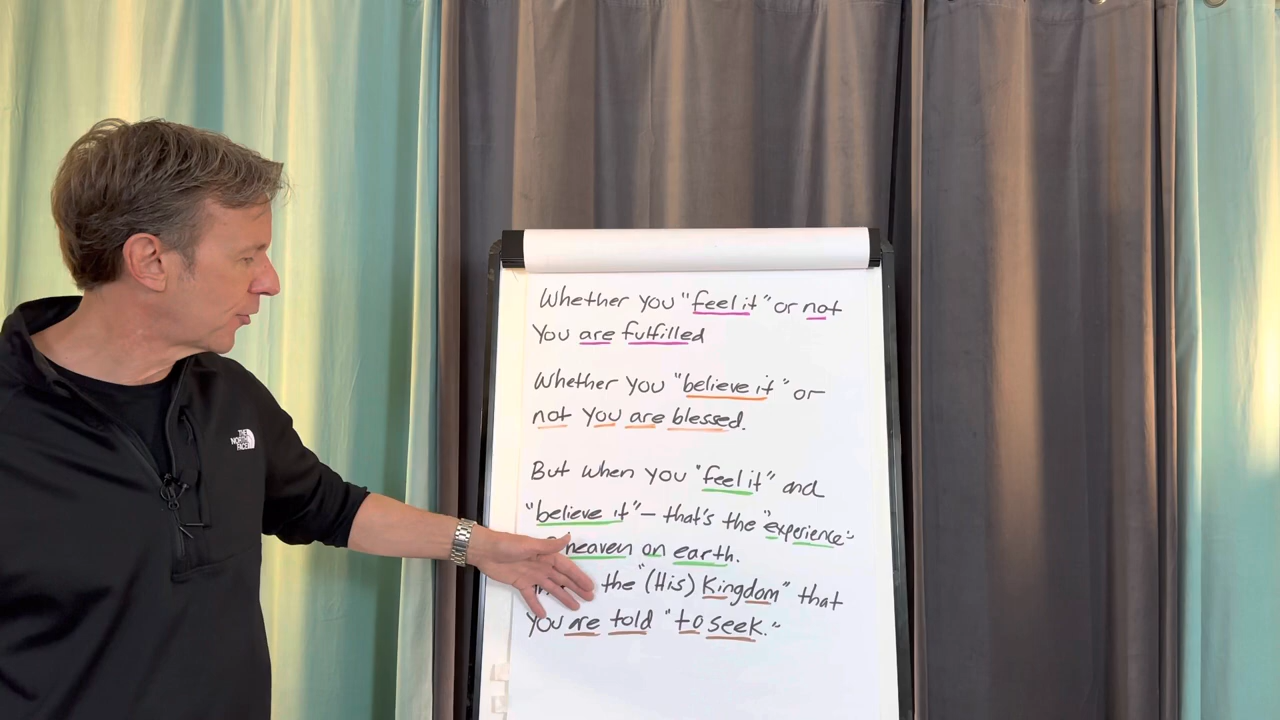 Whether you "feel it" or not
You are fulfilled
Whether you "believe it" or
not you are blessed.
But when you "feel it" and
"believe it" – that's the "experience"
heaven on earth.
the "(His) Kingdom" that
you are told "to seek."
THE
NORTH
FACE